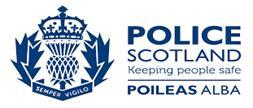 POLICE
SCOTLAND
Keeping people safe
POILEAS ALBA
SEMPER VIGILO